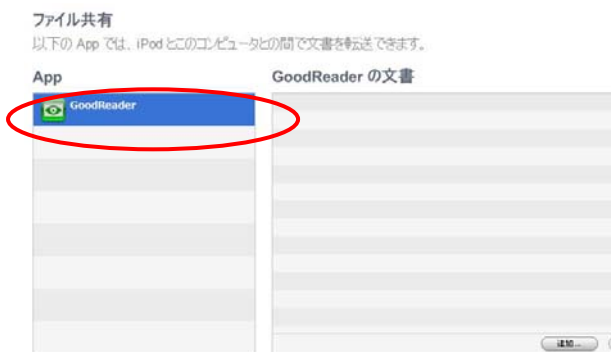 ファイル共有
以下の App では、iPod とこのコンピュータとの間で文書を転送できます。
App
GoodReader の文書
GoodReader
追加...